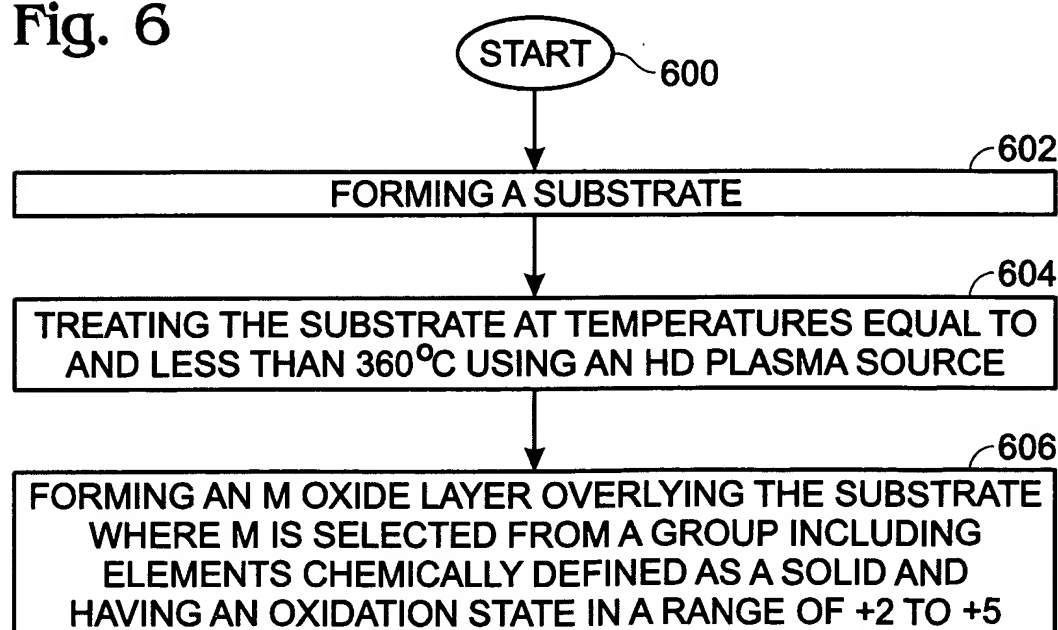 Fig. 6
START
600
602
FORMING A SUBSTRATE
604
TREATING THE SUBSTRATE AT TEMPERATURES EQUAL TO
AND LESS THAN 360°C USING AN HD PLASMA SOURCE
606
FORMING AN M OXIDE LAYER OVERLYING THE SUBSTRATE
WHERE M IS SELECTED FROM A GROUP INCLUDING
ELEMENTS CHEMICALLY DEFINED AS A SOLID AND
HAVING AN OXIDATION STATE IN A RANGE OF +2 TO +5